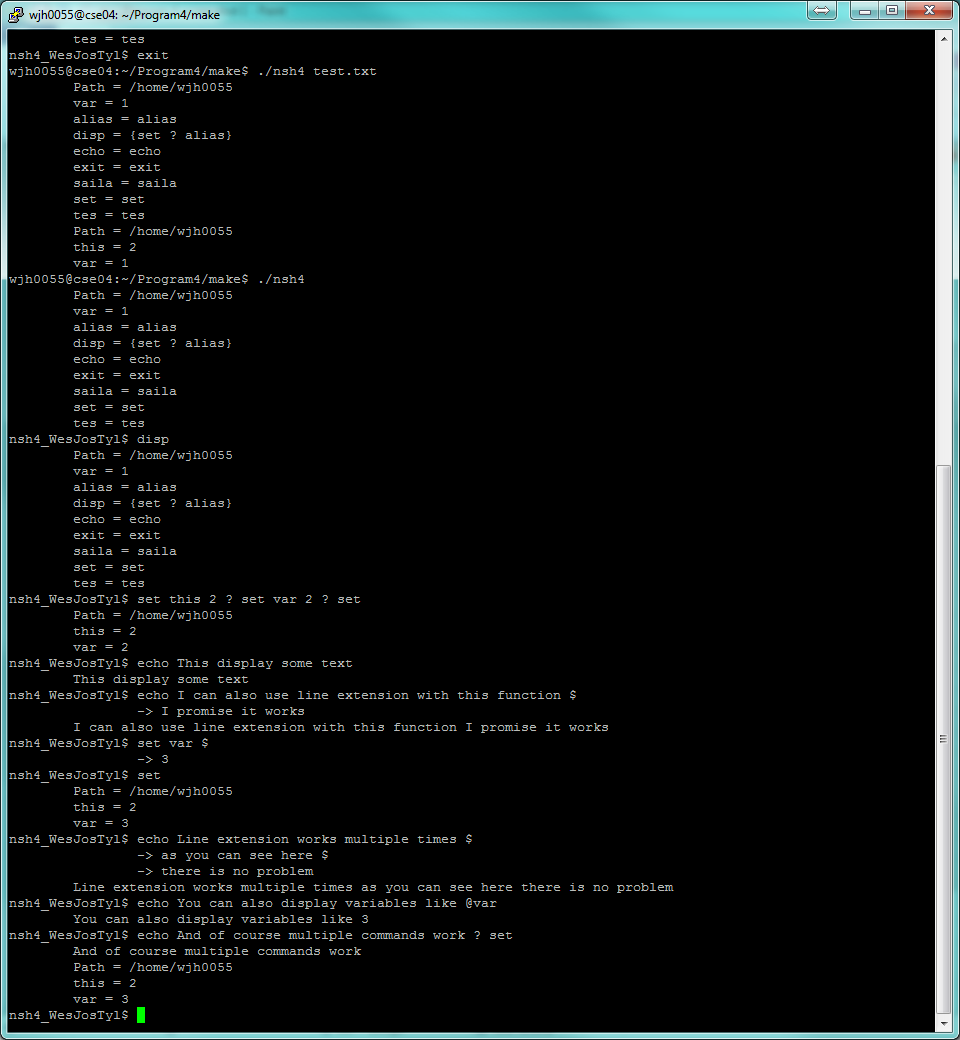 wjh0055@cse04: ~/Program4/make
tes = tes
nsh4_WesJosTyl$ exit
wjh0055@cse04:~/Program4/make$ ./nsh4 test.txt
Path = /home/wjh0055
var = 1
alias = alias
disp = {set ? alias}
echo = echo
exit = exit
saila = saila
set = set
tes = tes
Path = /home/wjh0055
this = 2
var = 1
wjh0055@cse04:~/Program4/make$ ./nsh4
Path = /home/wjh0055
var = 1
alias = alias
disp = {set ? alias}
echo = echo
exit = exit
saila = saila
set = set
tes = tes
nsh4_WesJosTyl$ disp
Path = /home/wjh0055
var = 1
alias = alias
disp = {set ? alias}
echo = echo
exit = exit
saila = saila
set = set
tes = tes
nsh4_WesJosTyl$ set this 2 ? set var 2 ? set
Path = /home/wjh0055
this = 2
var = 2
nsh4_WesJosTyl$ echo This display some text
This display some text
nsh4_WesJosTyl$ echo I can also use line extension with this function $
-> I promise it works
I can also use line extension with this function I promise it works
nsh4_WesJosTyl$ set var $
-> 3
nsh4_WesJosTyl$ set
Path = /home/wjh0055
this = 2
var = 3
nsh4_WesJosTyl$ echo Line extension works multiple times $
-> as you can see here $
-> there is no problem
Line extension works multiple times as you can see here there is no problem
nsh4_WesJosTyl$ echo You can also display variables like @var
You can also display variables like 3
nsh4_WesJosTyl$ echo And of course multiple commands work ? set
And of course multiple commands work
Path = /home/wjh0055
this = 2
var = 3
nsh4_WesJosTyl$